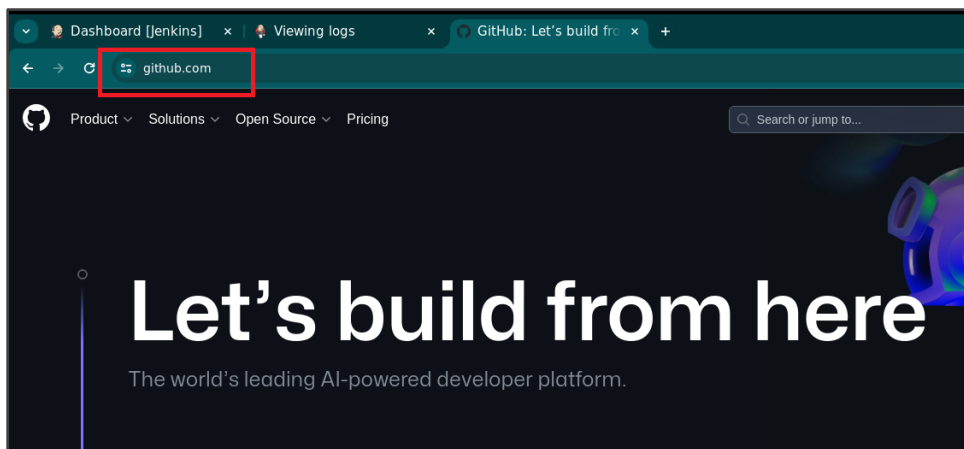 Dashboard [Jenkins]
Viewing logs
GitHub: Let's build fro
github.com
Product
Solutions
Open Source
Pricing
Search or jump to...
Let's build from here
The world's leading AI-powered developer platform.